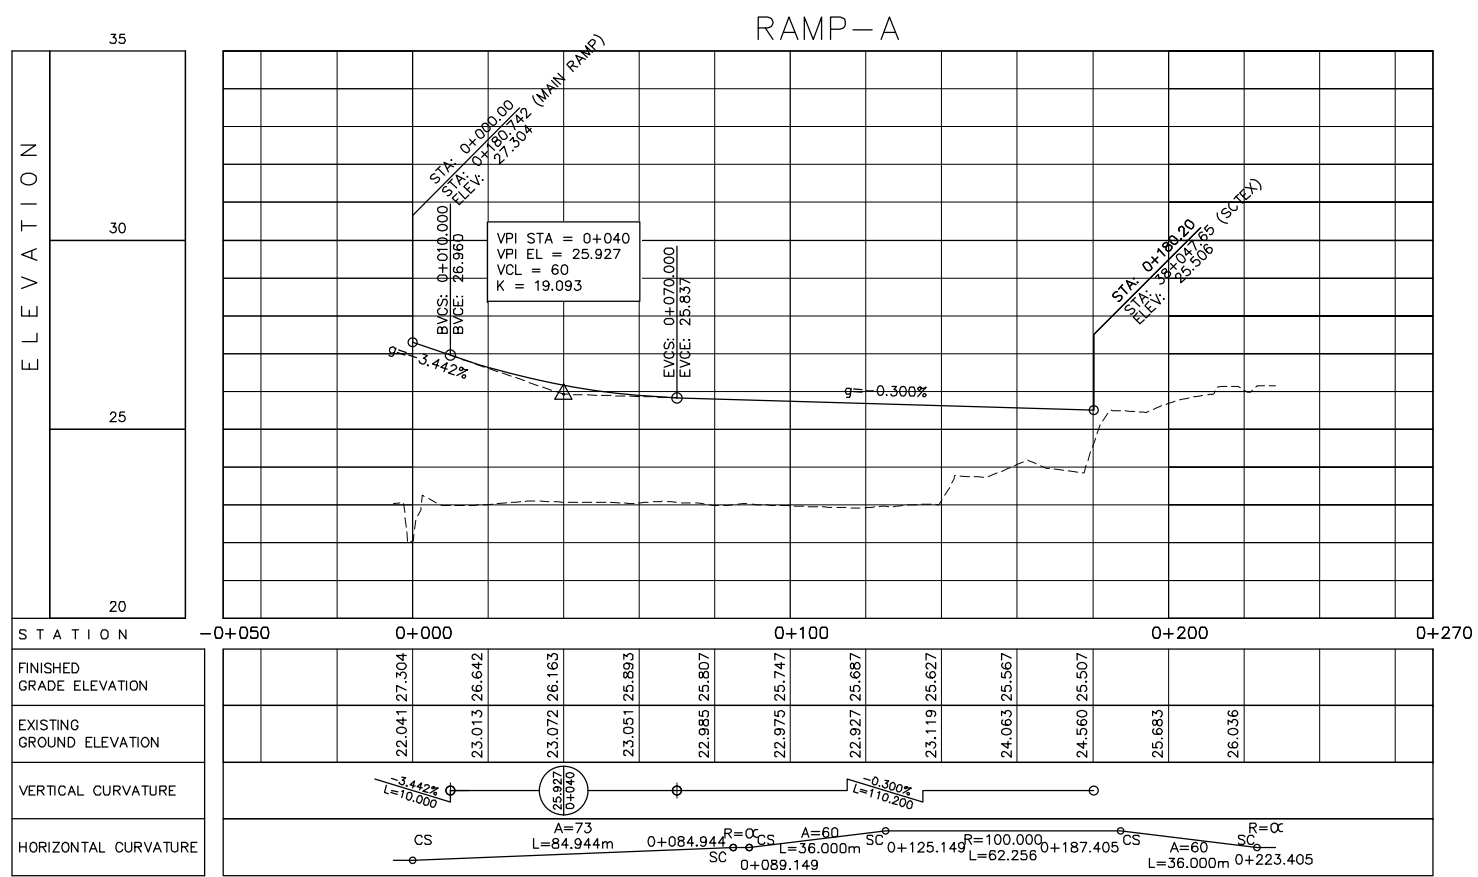 RAMP-A
35
30
25
20
ELEVATION
STA: 0+000.00
STA: 0+180.742 (MAIN RAMP)
ELEV: 27.304
BVCS: 0+010.000
BVCE: 26.960
VPI STA = 0+040
VPI EL = 25.927
VCL = 60
K = 19.093
EVCS: 0+070.000
EVCE: 25.837
STA: 0+180.20
STA: 38+047.65 (SCTEX)
ELEV: 25.506
g=-3.442%
g=-0.300%
STATION
-0+050
0+000
0+100
0+200
0+270
FINISHED
GRADE ELEVATION
27.304
26.642
26.163
25.893
25.807
25.747
25.687
25.627
25.567
25.507
EXISTING
GROUND ELEVATION
22.041
23.013
23.072
23.051
22.985
22.975
22.927
23.119
24.063
24.560
25.683
26.036
VERTICAL CURVATURE
-3.442%
L=10.000
25.927
0+040
-0.300%
L=110.200
HORIZONTAL CURVATURE
CS
A=73
L=84.944m
0+084.944
SC
R=∝
CS
0+089.149
A=60
L=36.000m
SC
0+125.149
R=100.000
L=62.256
0+187.405
CS
A=60
L=36.000m
SC
R=∝
0+223.405